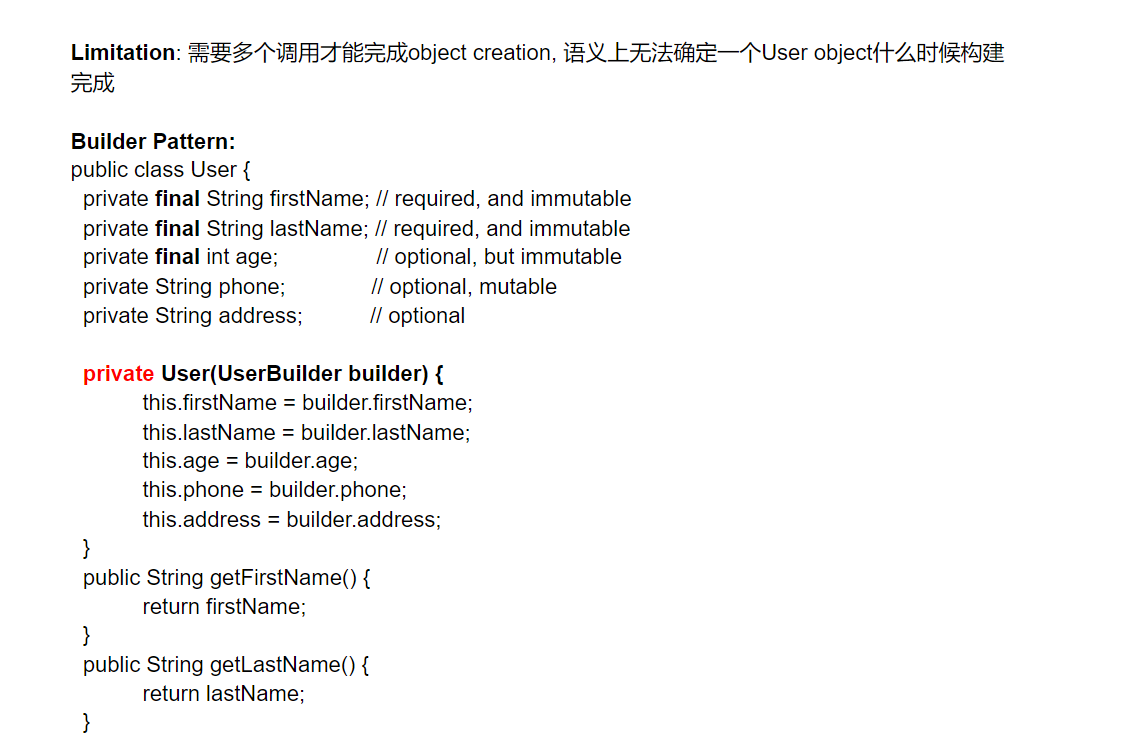 Limitation: 需要多个调用才能完成object creation, 语义上无法确定一个User object什么时候构建
完成
Builder Pattern:
public class User {
private final String firstName; // required, and immutable
private final String lastName; // required, and immutable
private final int age; // optional, but immutable
private String phone; // optional, mutable
private String address; // optional
private User(UserBuilder builder) {
this.firstName = builder.firstName;
this.lastName = builder.lastName;
this.age = builder.age;
this.phone = builder.phone;
this.address = builder.address;
}
public String getFirstName() {
return firstName;
}
public String getLastName() {
return lastName;
}